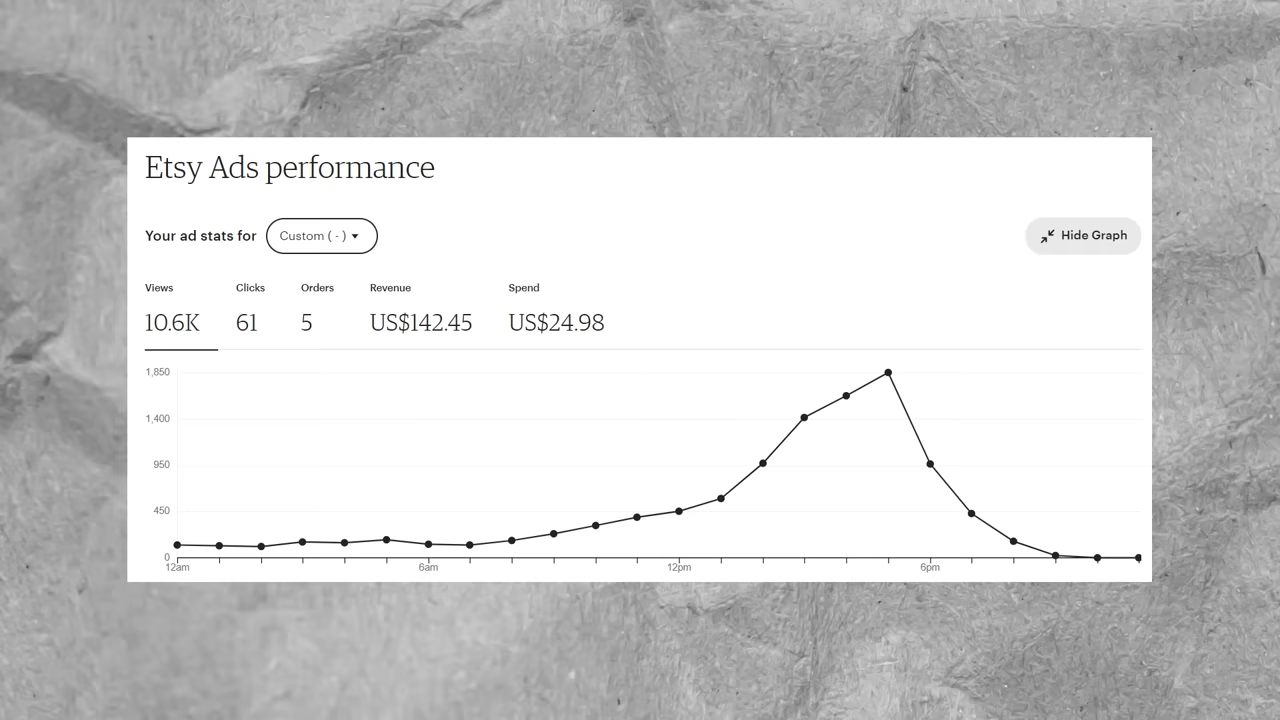 Etsy Ads performance
Your ad stats for Custom ( - )
Hide Graph
Views Clicks Orders Revenue Spend
10.6K 61 5 US$142.45 US$24.98
1,850
1,400
950
450
0
12am 6am 12pm 6pm